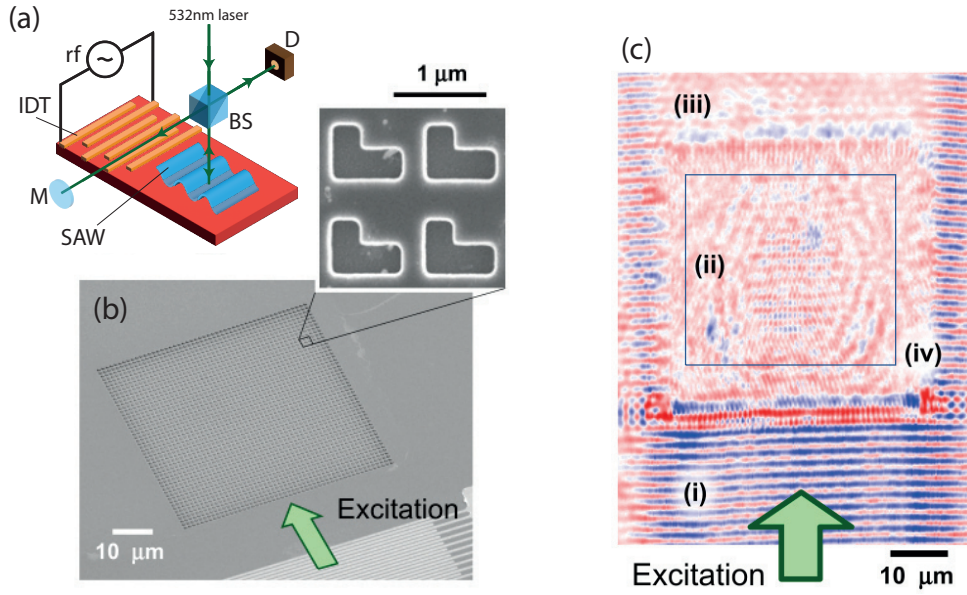 (a)
532nm laser
D
rf
~
IDT
BS
M
SAW
1 μm
(b)
Excitation
10 μm
(c)
(iii)
(ii)
(iv)
(i)
Excitation
10 μm